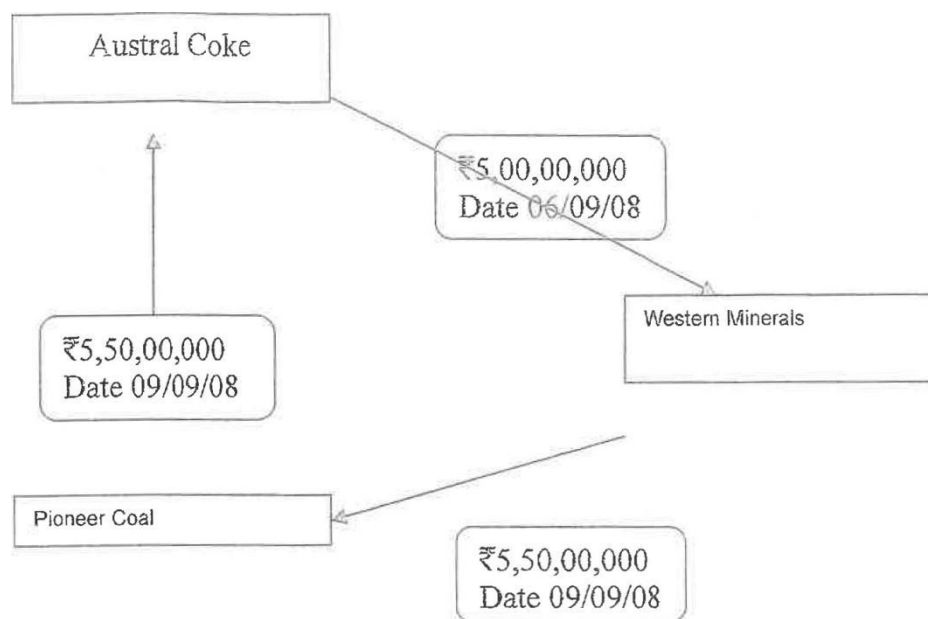 Austral Coke
₹5,00,00,000
Date 06/09/08
Western Minerals
₹5,50,00,000
Date 09/09/08
Pioneer Coal
₹5,50,00,000
Date 09/09/08